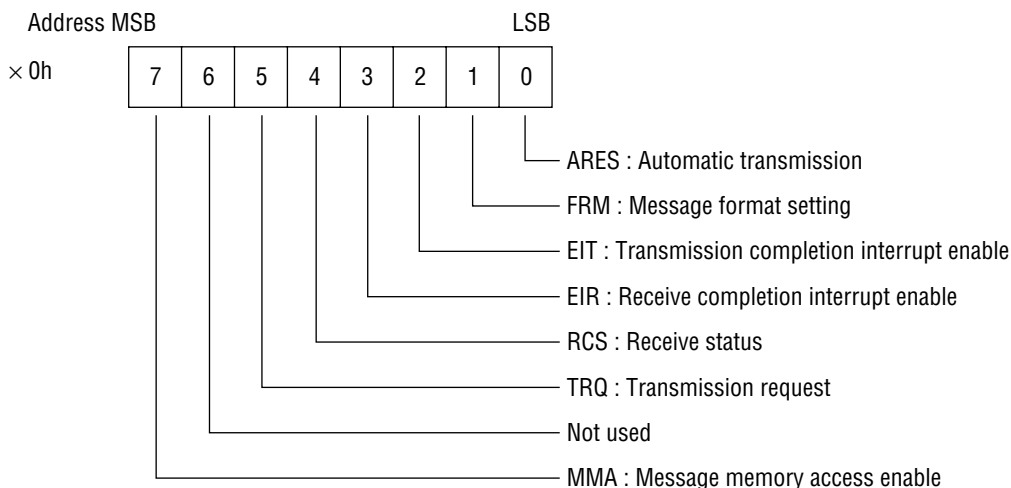 Address MSB LSB
× 0h 7 6 5 4 3 2 1 0
ARES : Automatic transmission
FRM : Message format setting
EIT : Transmission completion interrupt enable
EIR : Receive completion interrupt enable
RCS : Receive status
TRQ : Transmission request
Not used
MMA : Message memory access enable